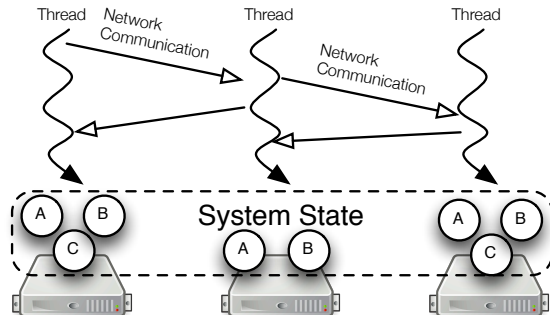 Thread
Thread
Thread
Network
Communication
Network
Communication
System State
A
B
C
A
B
A
B
C